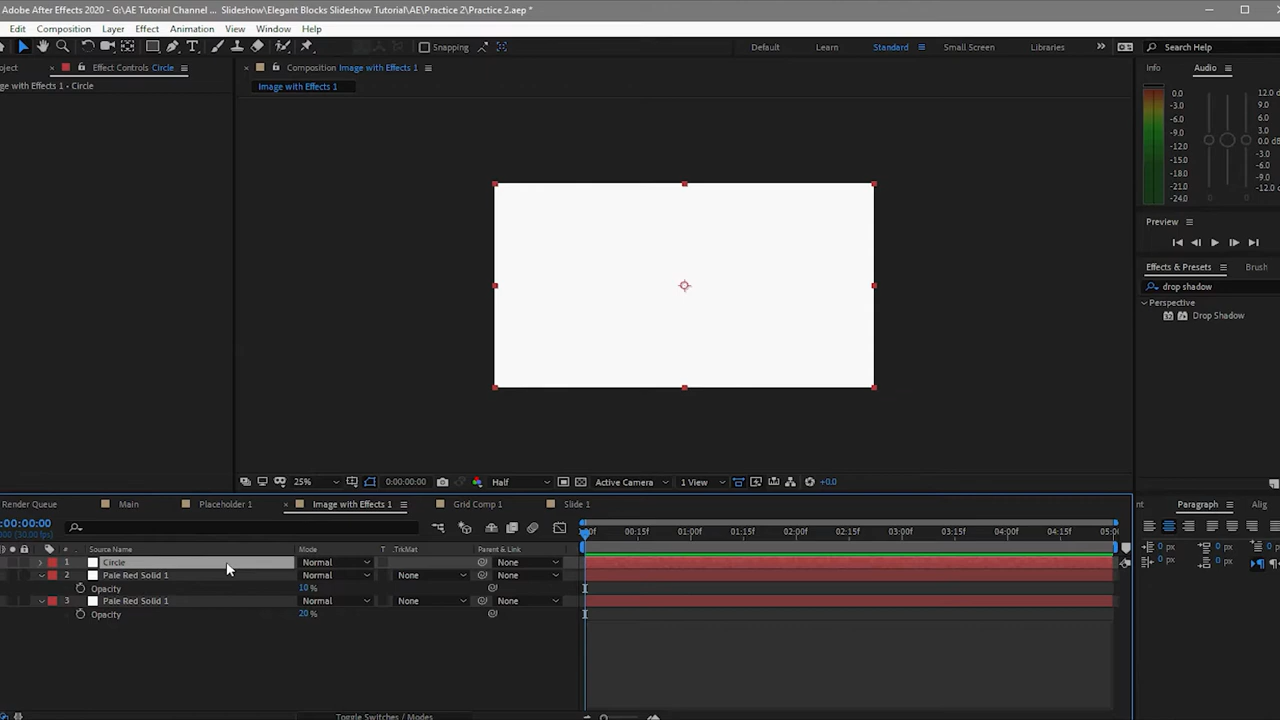 Adobe After Effects 2020 - G:\AE Tutorial Channel ... Slideshow\Elegant Blocks Slideshow Tutorial\AE\Practice 2\Practice 2.aep *
Edit Composition Layer Effect Animation View Window Help
Snapping Default Learn Standard Small Screen Libraries Search Help
oject Effect Controls Circle Composition Image with Effects 1 Info Audio
ge with Effects 1 • Circle Image with Effects 1
0.0 12.0 d
-3.0 9.0
-6.0 6.0
-9.0 3.0
-12.0 0.0 d
-15.0 -3.0
-18.0 -6.0
-21.0 -9.0
-24.0 -12.0
Preview
Effects & Presets Brush
drop shadow
Perspective
32 Drop Shadow
25% 0:00:00:00 Half Active Camera 1 View +0.0
Render Queue Main Placeholder 1 Image with Effects 1 Grid Comp 1 Slide 1 nt Paragraph Alig
:00:00:00
000 (30.00 fps)
:00f 00:15f 01:00f 01:15f 02:00f 02:15f 03:00f 03:15f 04:00f 04:15f 05:00
# Source Name Mode T .TrkMat Parent & Link
1 Circle Normal None
2 Pale Red Solid 1 Normal None None
Opacity 10 %
3 Pale Red Solid 1 Normal None None
Opacity 20 %
0 px 0 px 0 p
0 px 0 px
Toggle Switches / Modes